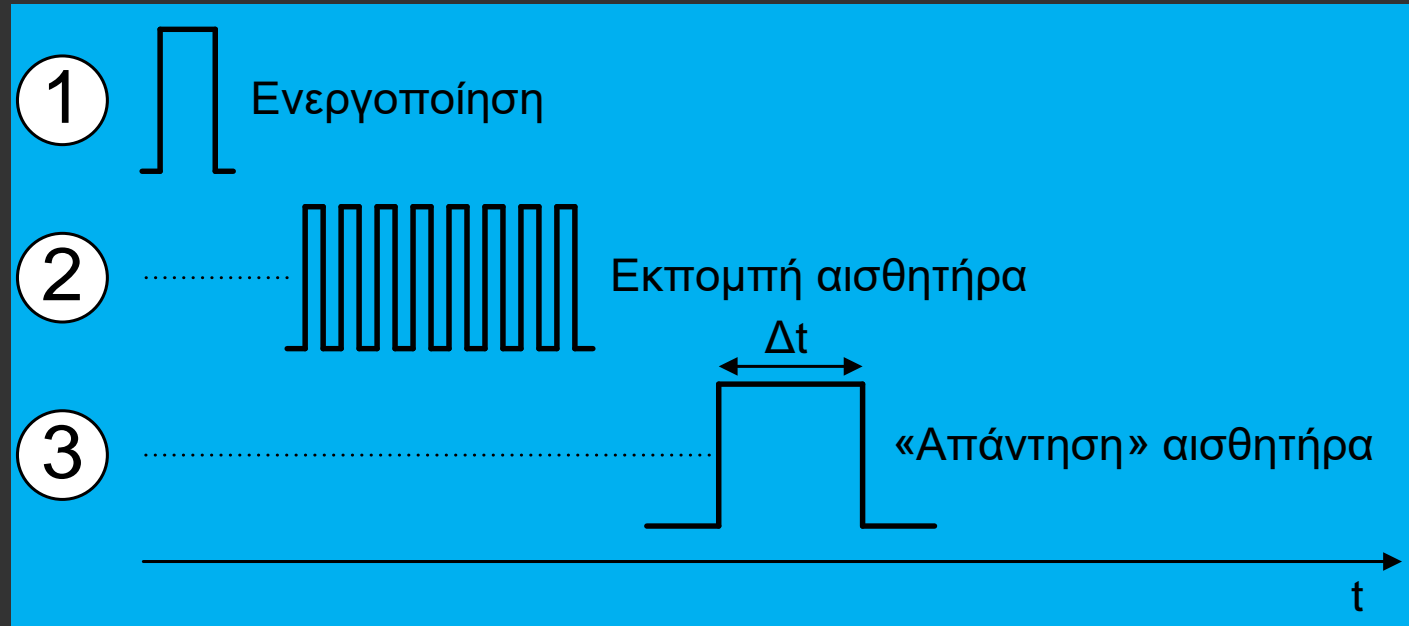 1 Ενεργοποίηση
2 Εκπομπή αισθητήρα
Δt
3 «Απάντηση» αισθητήρα
t